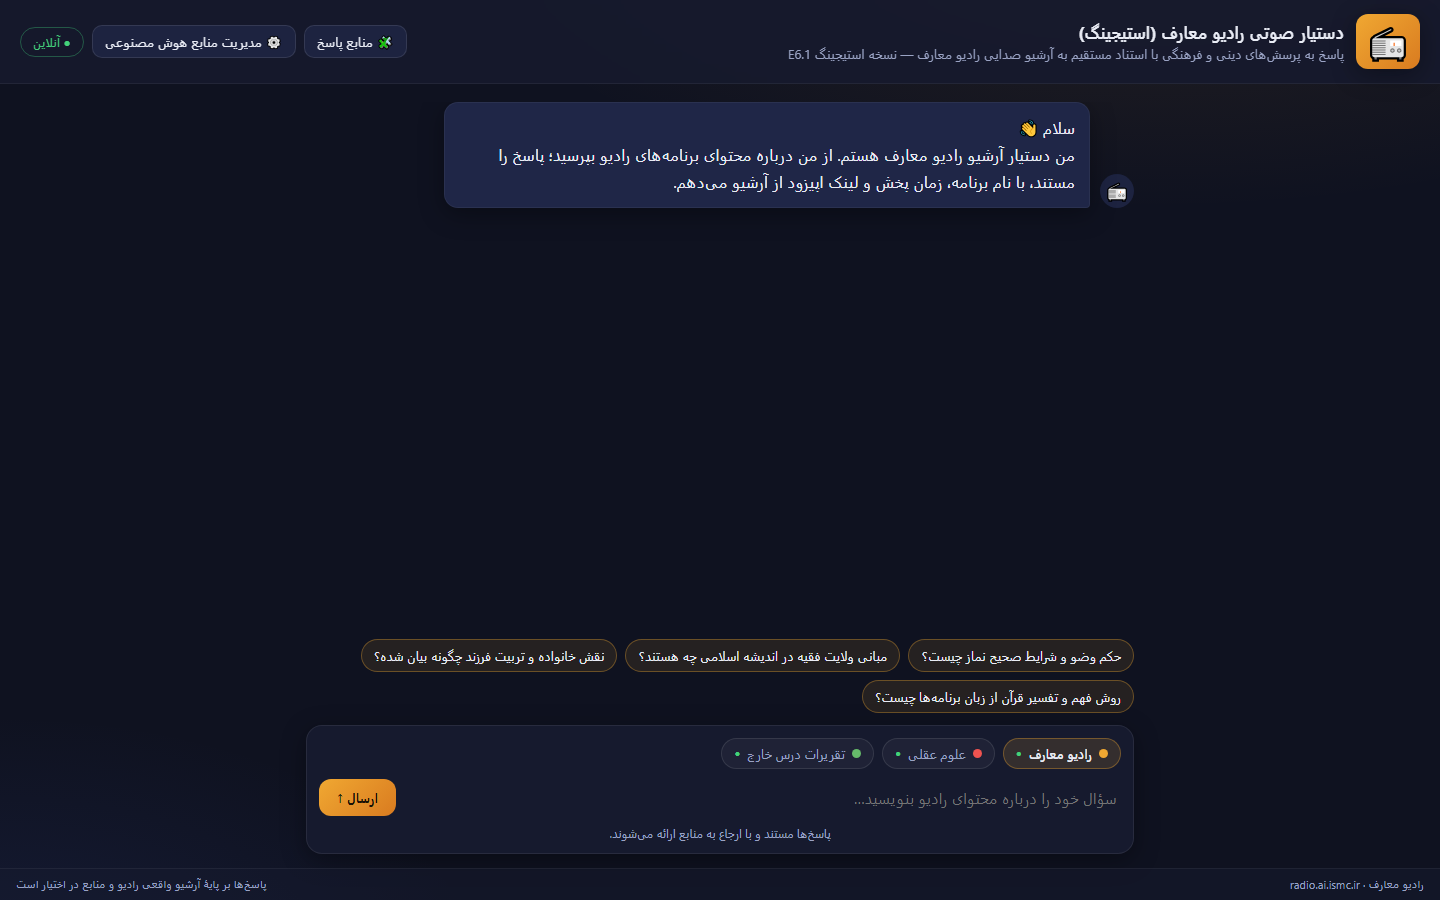 دستیار صوتی رادیو معارف (استیجینگ)
پاسخ به پرسش‌های دینی و فرهنگی با استناد مستقیم به آرشیو صدایی رادیو معارف — نسخه استیجینگ E6.1
منابع پاسخ
مدیریت منابع هوش مصنوعی
● آنلاین
سلام 👋
من دستیار آرشیو رادیو معارف هستم. از من درباره محتوای برنامه‌های رادیو بپرسید؛ پاسخ را
مستند، با نام برنامه، زمان پخش و لینک اپیزود از آرشیو می‌دهم.
حکم وضو و شرایط صحیح نماز چیست؟
مبانی ولایت فقیه در اندیشه اسلامی چه هستند؟
نقش خانواده و تربیت فرزند چگونه بیان شده؟
روش فهم و تفسیر قرآن از زبان برنامه‌ها چیست؟
رادیو معارف
علوم عقلی
تقریرات درس خارج
سؤال خود را درباره محتوای رادیو بنویسید...
ارسال ↑
پاسخ‌ها مستند و با ارجاع به منابع ارائه می‌شوند.
رادیو معارف · radio.ai.ismc.ir
پاسخ‌ها بر پایهٔ آرشیو واقعی رادیو و منابع در اختیار است